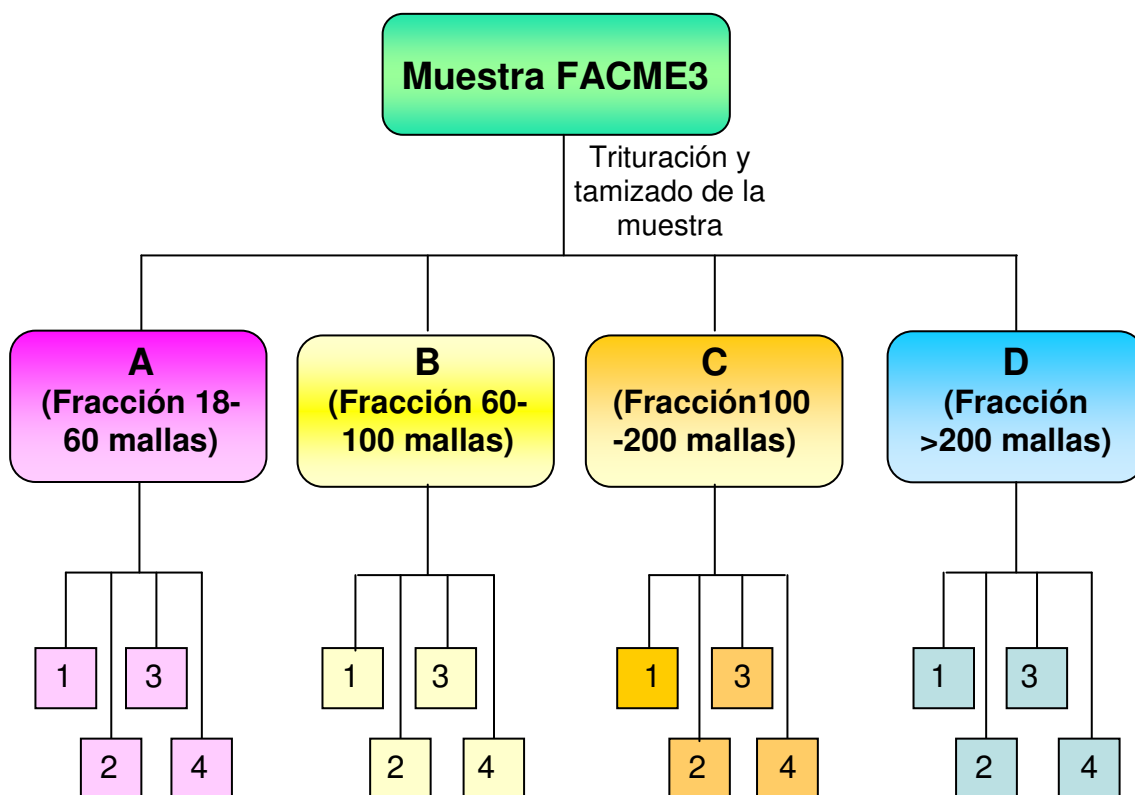 Muestra FACME3
Trituración y
tamizado de la
muestra
A
(Fracción 18-
60 mallas)
B
(Fracción 60-
100 mallas)
C
(Fracción100
-200 mallas)
D
(Fracción
>200 mallas)
1
3
2
4
1
3
2
4
1
3
2
4
1
3
2
4